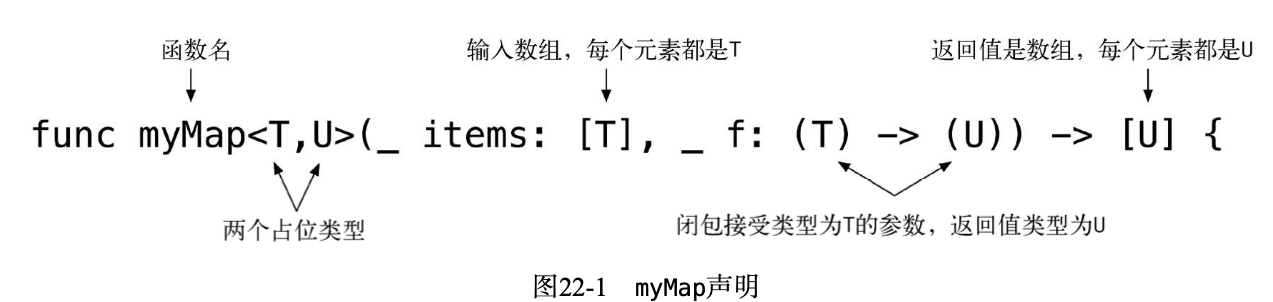 函数名 输入数组，每个元素都是T 返回值是数组，每个元素都是U
func myMap<T,U>(_ items: [T], _ f: (T) -> (U)) -> [U] {
两个占位类型 闭包接受类型为T的参数，返回值类型为U
图22-1 myMap声明